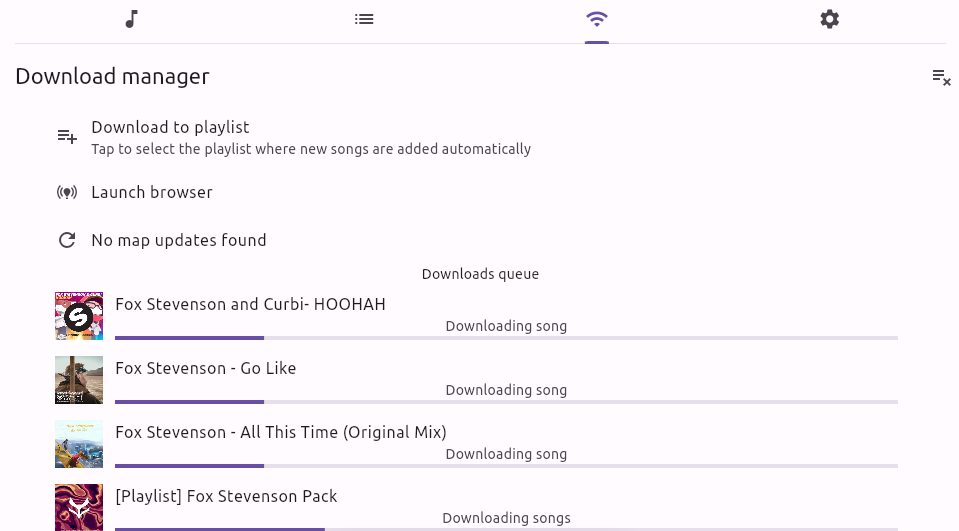 Download manager
Download to playlist
Tap to select the playlist where new songs are added automatically
Launch browser
No map updates found
Downloads queue
Fox Stevenson and Curbi- HOOHAH
Downloading song
Fox Stevenson - Go Like
Downloading song
Fox Stevenson - All This Time (Original Mix)
Downloading song
[Playlist] Fox Stevenson Pack
Downloading songs